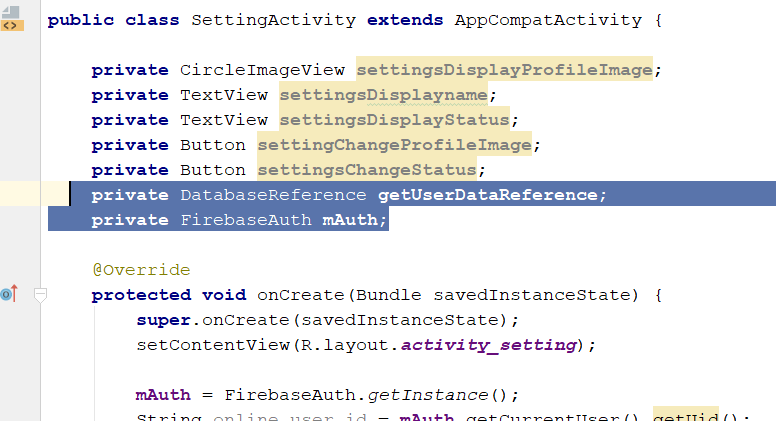 public class SettingActivity extends AppCompatActivity {
private CircleImageView settingsDisplayProfileImage;
private TextView settingsDisplayname;
private TextView settingsDisplayStatus;
private Button settingChangeProfileImage;
private Button settingsChangeStatus;
private DatabaseReference getUserDataReference;
private FirebaseAuth mAuth;
@Override
protected void onCreate(Bundle savedInstanceState) {
super.onCreate(savedInstanceState);
setContentView(R.layout.activity_setting);
mAuth = FirebaseAuth.getInstance();
String online_user_id = mAuth.getCurrentUser().getUid();